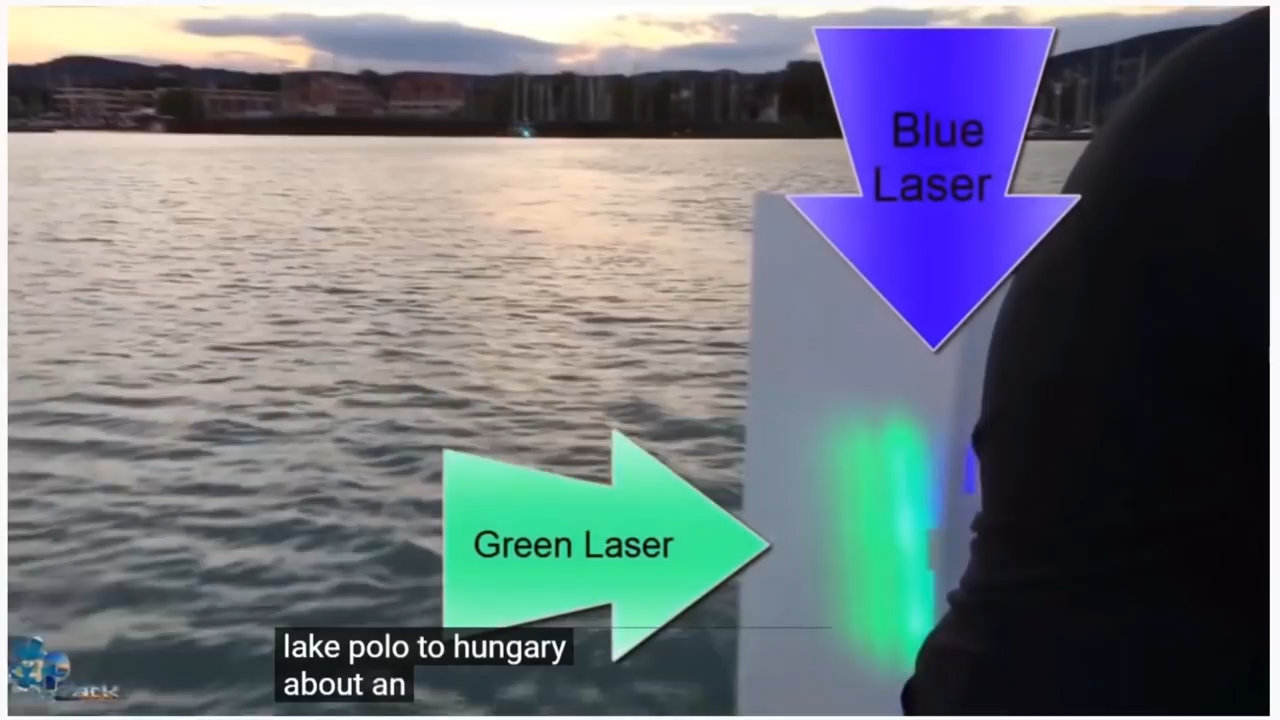 Blue
Laser
Green Laser
lake polo to hungary
about an